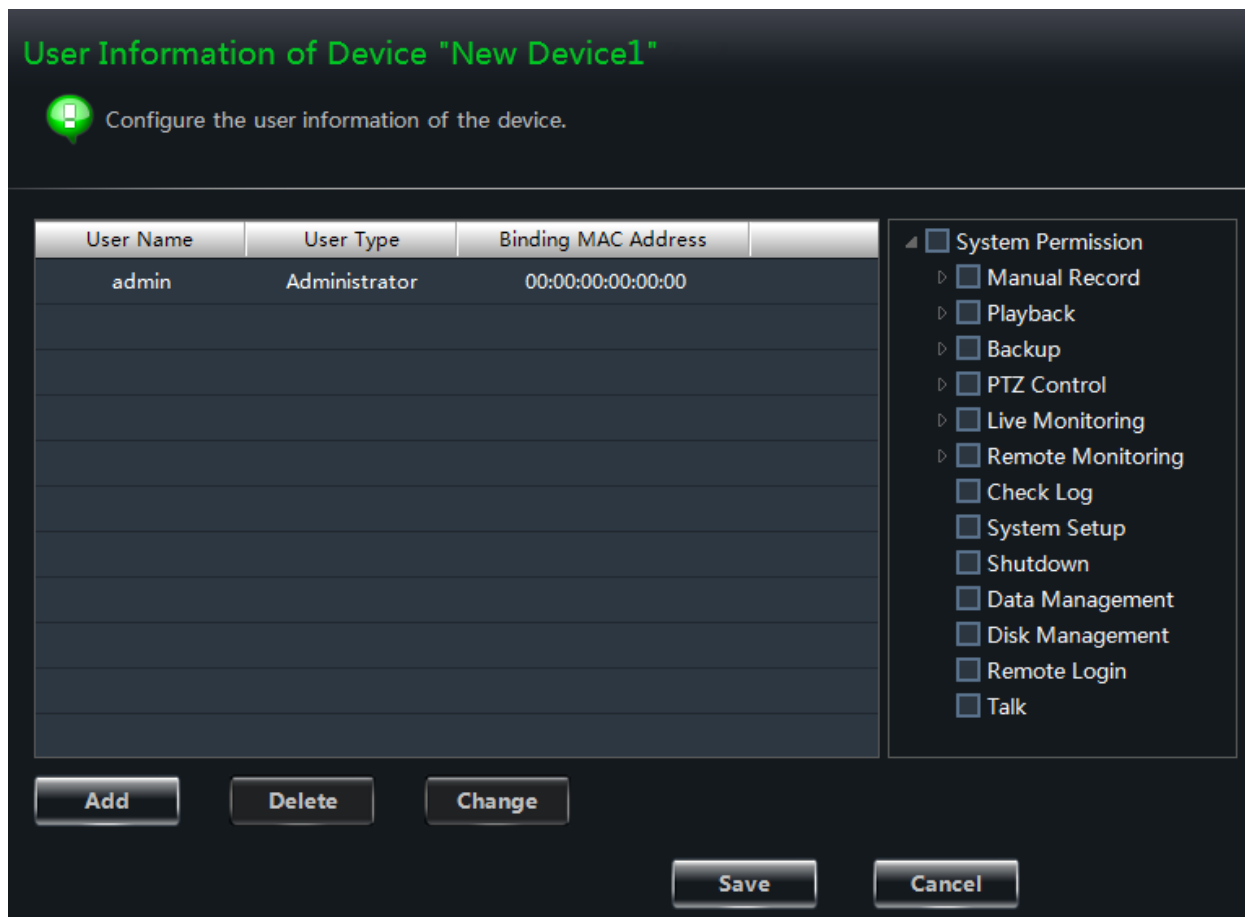 User Information of Device "New Device1"
Configure the user information of the device.
User Name User Type Binding MAC Address
admin Administrator 00:00:00:00:00:00
System Permission
Manual Record
Playback
Backup
PTZ Control
Live Monitoring
Remote Monitoring
Check Log
System Setup
Shutdown
Data Management
Disk Management
Remote Login
Talk
Add Delete Change
Save Cancel